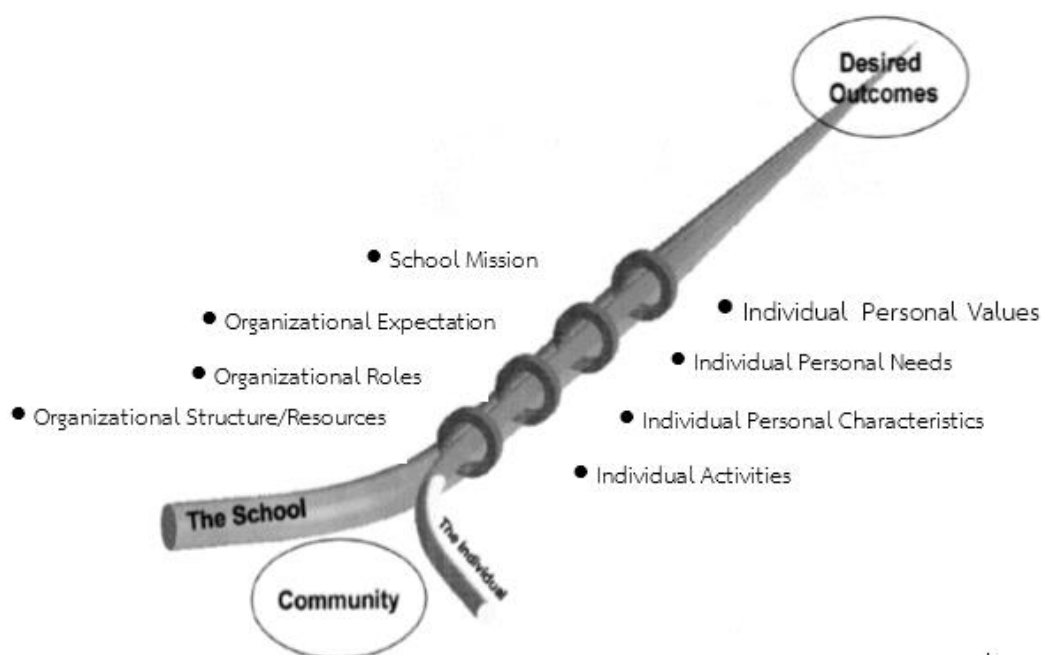 Desired
Outcomes
• School Mission
• Organizational Expectation
• Organizational Roles
• Organizational Structure/Resources
• Individual Personal Values
• Individual Personal Needs
• Individual Personal Characteristics
• Individual Activities
The School
The Individual
Community